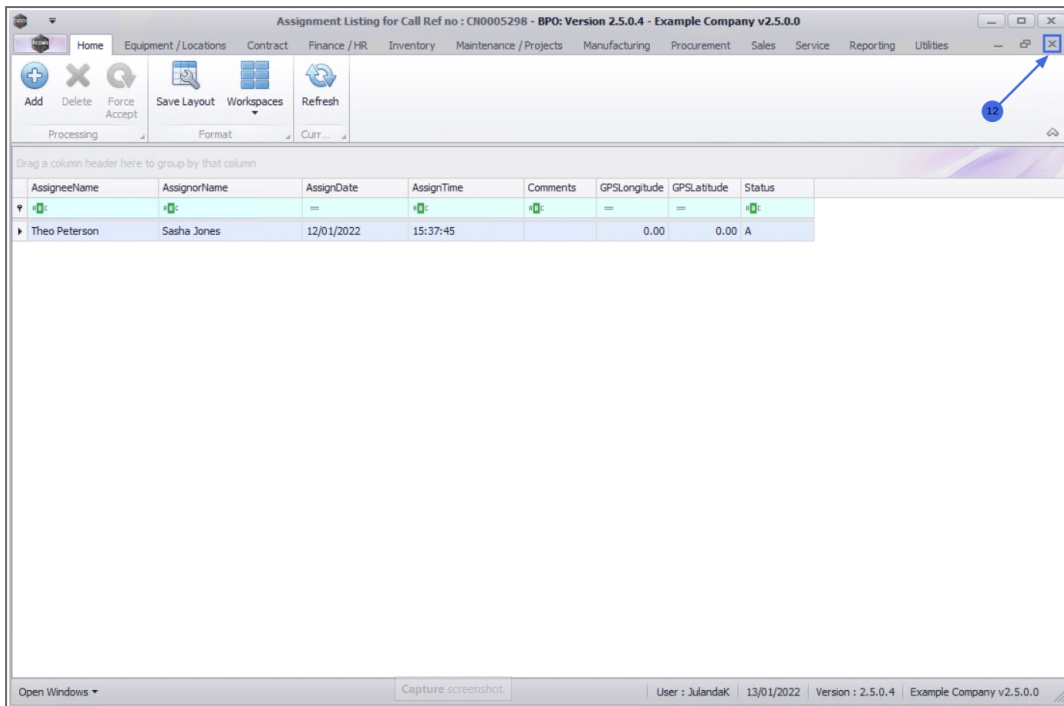 Assignment Listing for Call Ref no : CN0005298 - BPO: Version 2.5.0.4 - Example Company v2.5.0.0
Home Equipment / Locations Contract Finance / HR Inventory Maintenance / Projects Manufacturing Procurement Sales Service Reporting Utilities
12
Add Delete Force Accept Save Layout Workspaces Refresh
Processing Format Curr...
Drag a column header here to group by that column
AssigneeName AssignorName AssignDate AssignTime Comments GPSLongitude GPSLatitude Status
= = =
Theo Peterson Sasha Jones 12/01/2022 15:37:45 0.00 0.00 A
Open Windows Capture screenshot. User : JulandaK 13/01/2022 Version : 2.5.0.4 Example Company v2.5.0.0